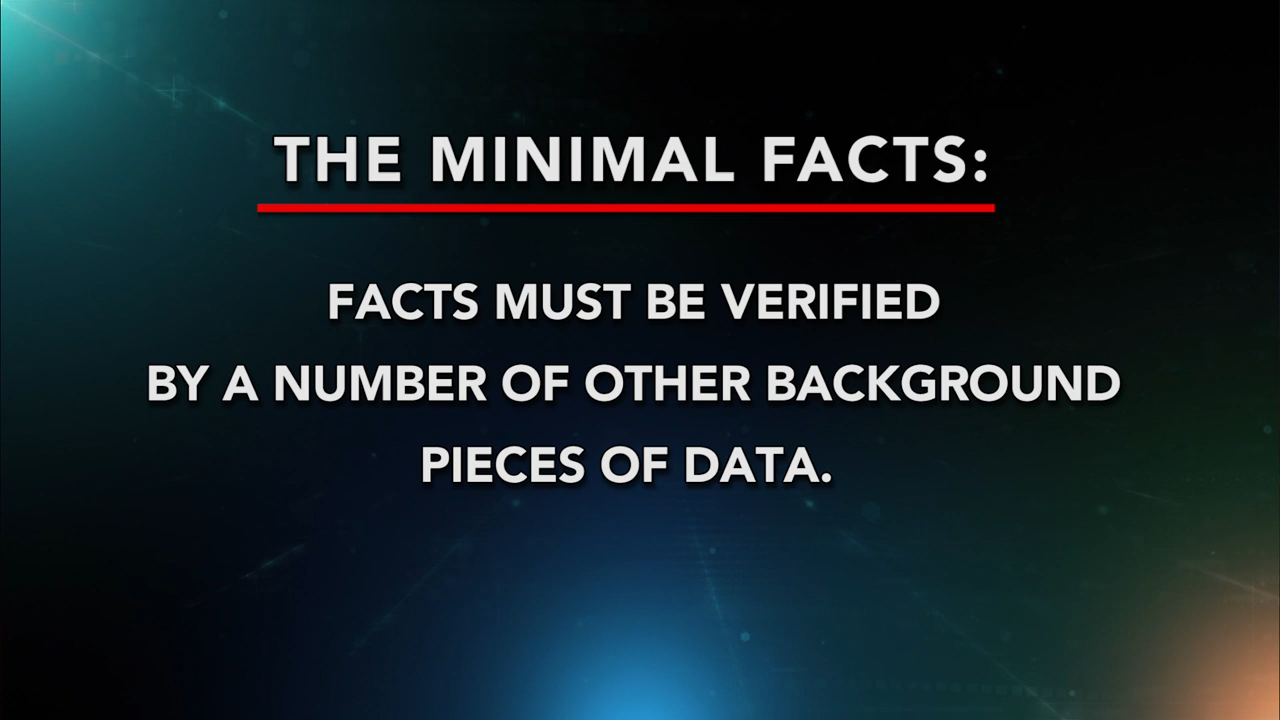 THE MINIMAL FACTS:
FACTS MUST BE VERIFIED
BY A NUMBER OF OTHER BACKGROUND
PIECES OF DATA.